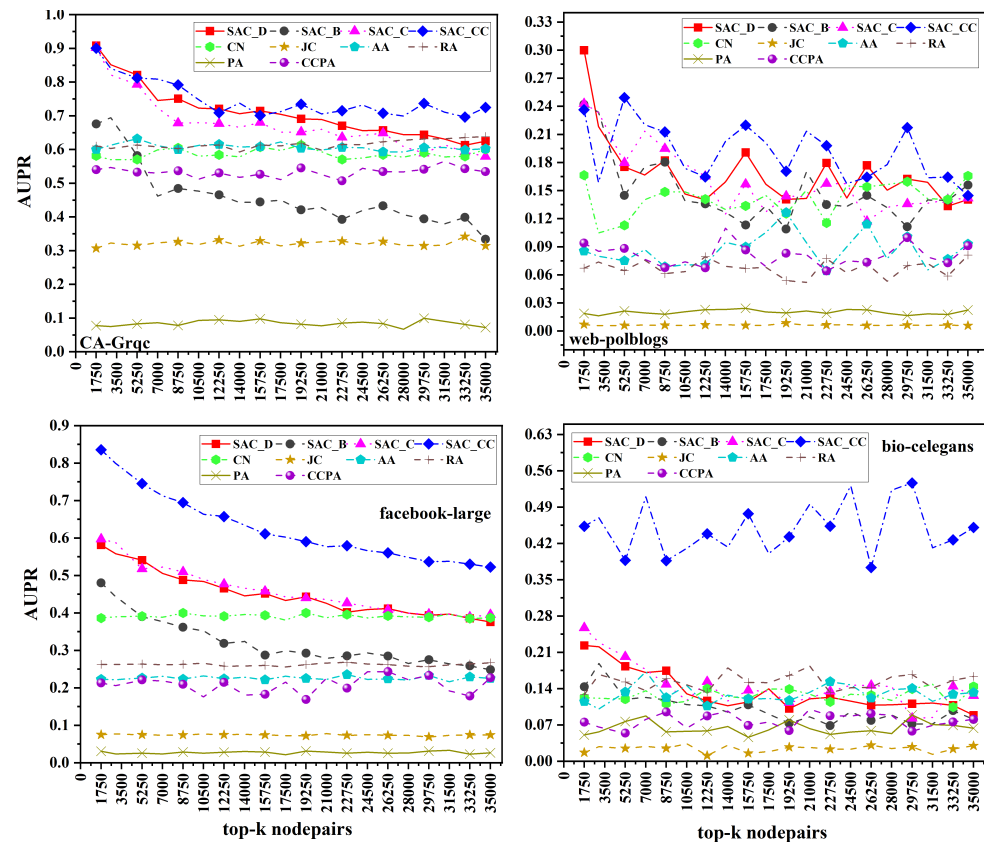 SAC_D SAC_B SAC_C SAC_CC
CN JC AA RA
PA CCPA
1.0
0.9
0.8
0.7
0.6
0.5
0.4
0.3
0.2
0.1
0.0
AUPR
CA-Grqc
0 1750 3500 5250 7000 8750 10500 12250 14000 15750 17500 19250 21000 22750 24500 26250 28000 29750 31500 33250 35000
SAC_D SAC_B SAC_C SAC_CC
CN JC AA RA
PA CCPA
0.33
0.30
0.27
0.24
0.21
0.18
0.15
0.12
0.09
0.06
0.03
0.00
web-polblogs
0 1750 3500 5250 7000 8750 10500 12250 14000 15750 17500 19250 21000 22750 24500 26250 28000 29750 31500 33250 35000
SAC_D SAC_B SAC_C SAC_CC
CN JC AA RA
PA CCPA
0.9
0.8
0.7
0.6
0.5
0.4
0.3
0.2
0.1
0.0
AUPR
facebook-large
0 1750 3500 5250 7000 8750 10500 12250 14000 15750 17500 19250 21000 22750 24500 26250 28000 29750 31500 33250 35000
top-k nodepairs
SAC_D SAC_B SAC_C SAC_CC
CN JC AA RA
PA CCPA
bio-celegans
0.63
0.56
0.49
0.42
0.35
0.28
0.21
0.14
0.07
0.00
0 1750 3500 5250 7000 8750 10500 12250 14000 15750 17500 19250 21000 22750 24500 26250 28000 29750 31500 33250 35000
top-k nodepairs